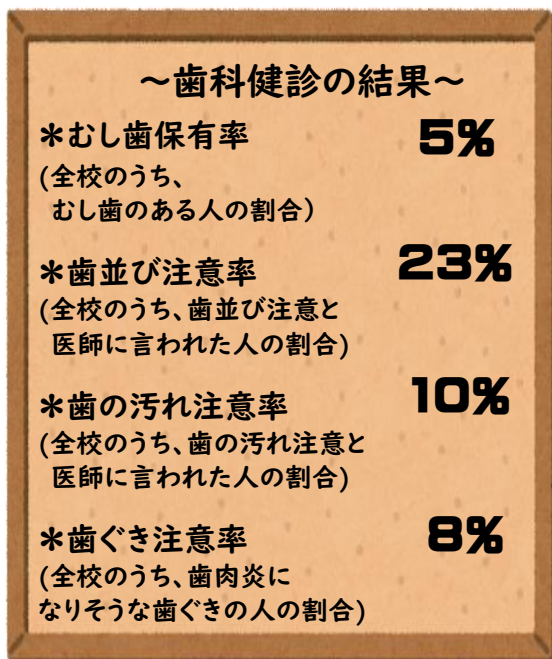 ～歯科健診の結果～
＊むし歯保有率 5%
(全校のうち、
むし歯のある人の割合）
＊歯並び注意率 23%
(全校のうち、歯並び注意と
医師に言われた人の割合)
＊歯の汚れ注意率 10%
(全校のうち、歯の汚れ注意と
医師に言われた人の割合)
＊歯ぐき注意率 8%
(全校のうち、歯肉炎に
なりそうな歯ぐきの人の割合)